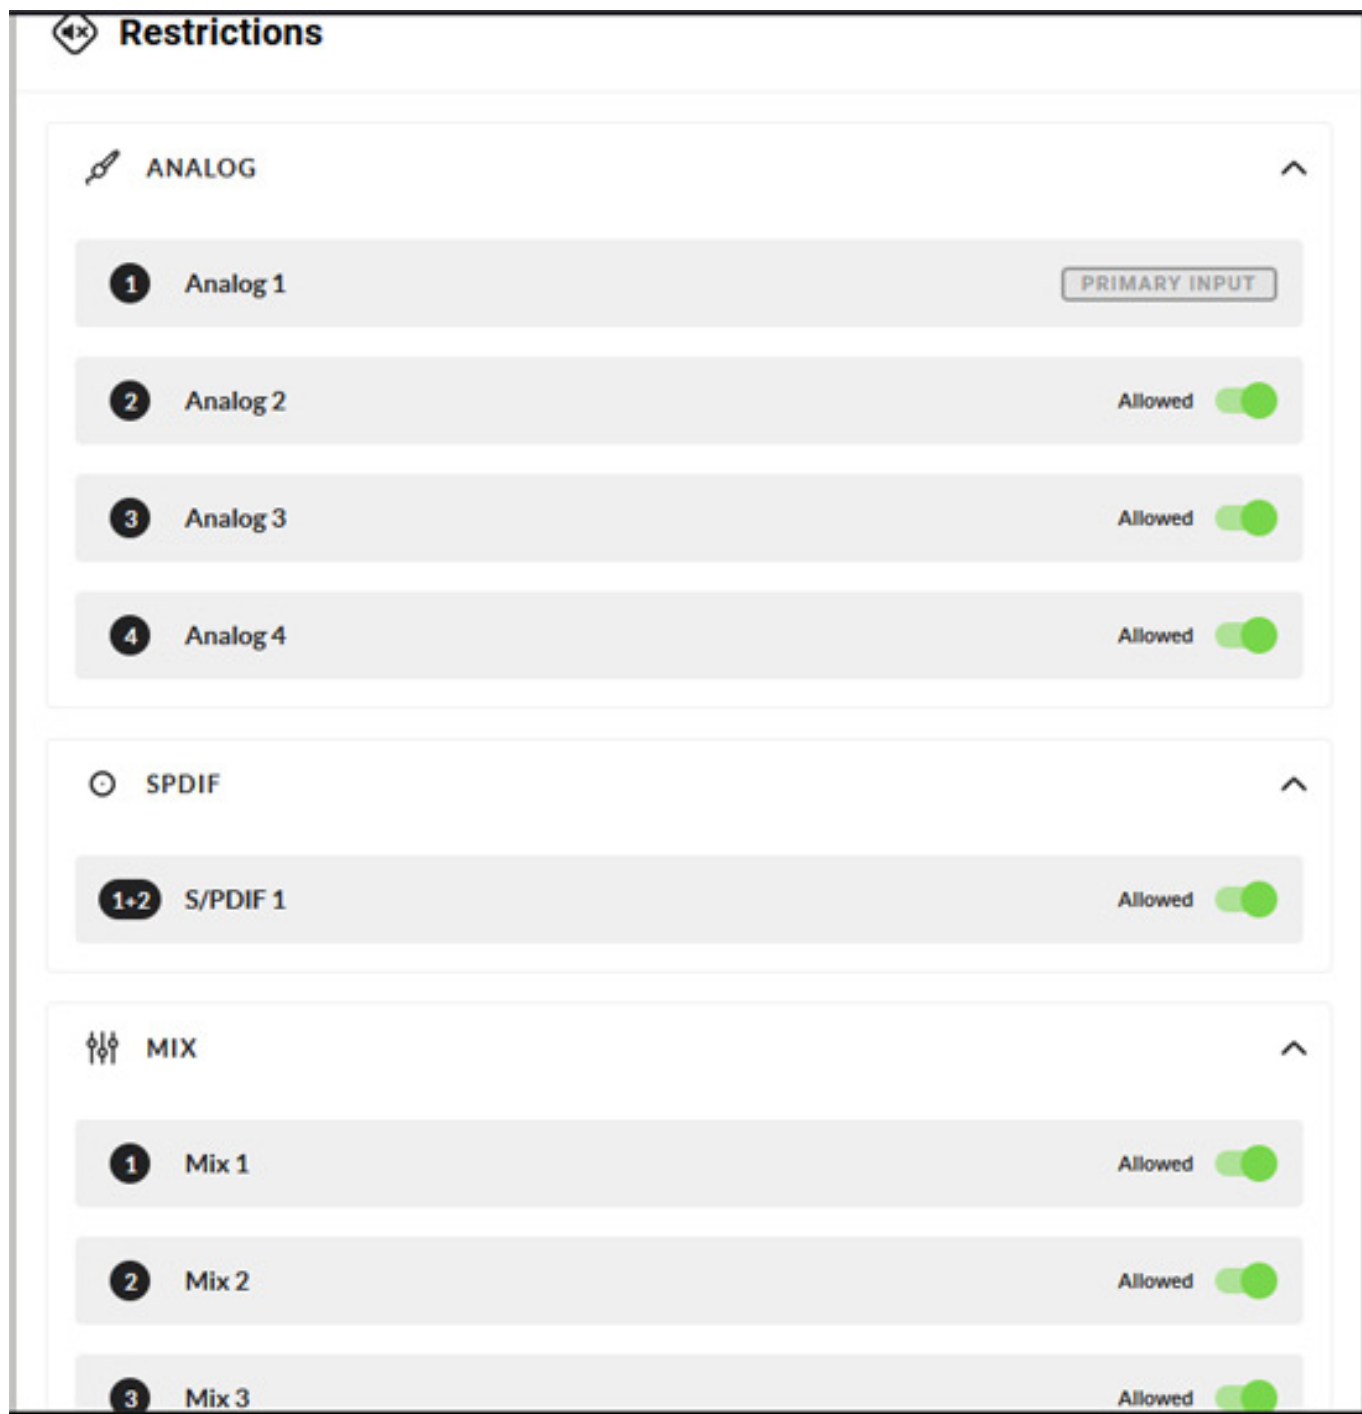 Restrictions
ANALOG
1 Analog 1 PRIMARY INPUT
2 Analog 2 Allowed
3 Analog 3 Allowed
4 Analog 4 Allowed
SPDIF
1+2 S/PDIF 1 Allowed
MIX
1 Mix 1 Allowed
2 Mix 2 Allowed
3 Mix 3 Allowed